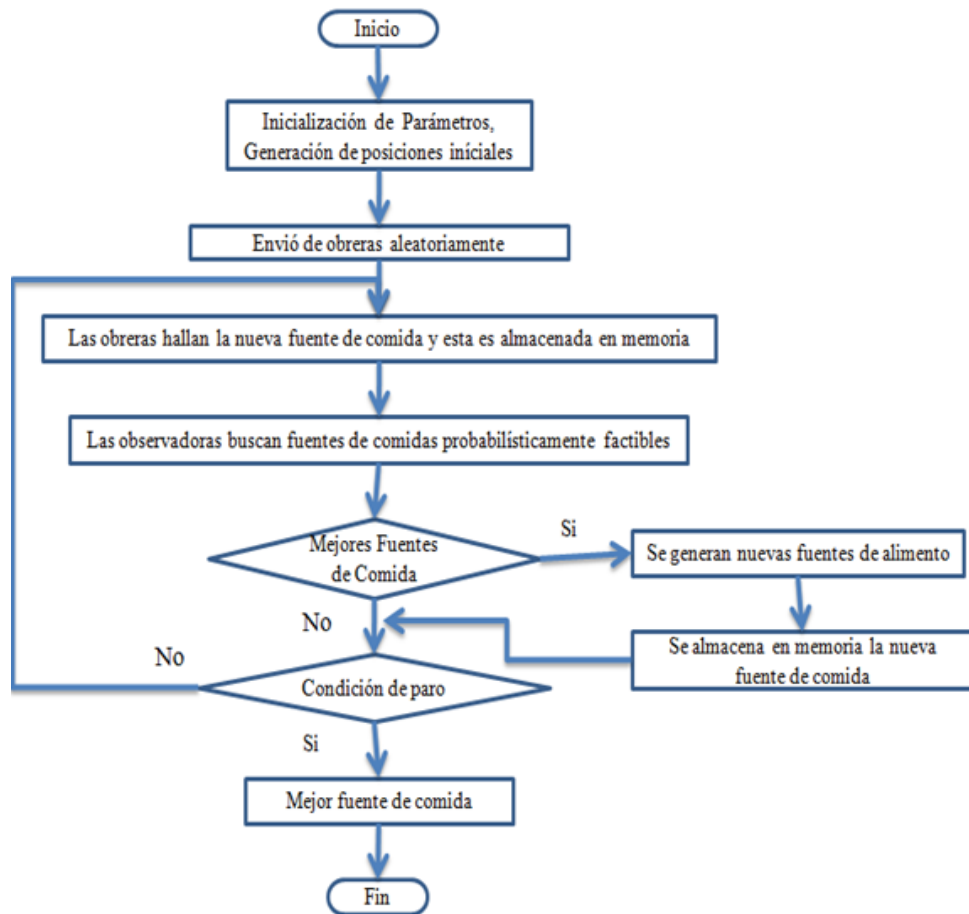 Inicio
Inicialización de Parámetros,
Generación de posiciones iníciales
Envió de obreras aleatoriamente
Las obreras hallan la nueva fuente de comida y esta es almacenada en memoria
Las observadoras buscan fuentes de comidas probabilísticamente factibles
Mejores Fuentes
de Comida
Si
Se generan nuevas fuentes de alimento
No
Se almacena en memoria la nueva
fuente de comida
No
Condición de paro
Si
Mejor fuente de comida
Fin